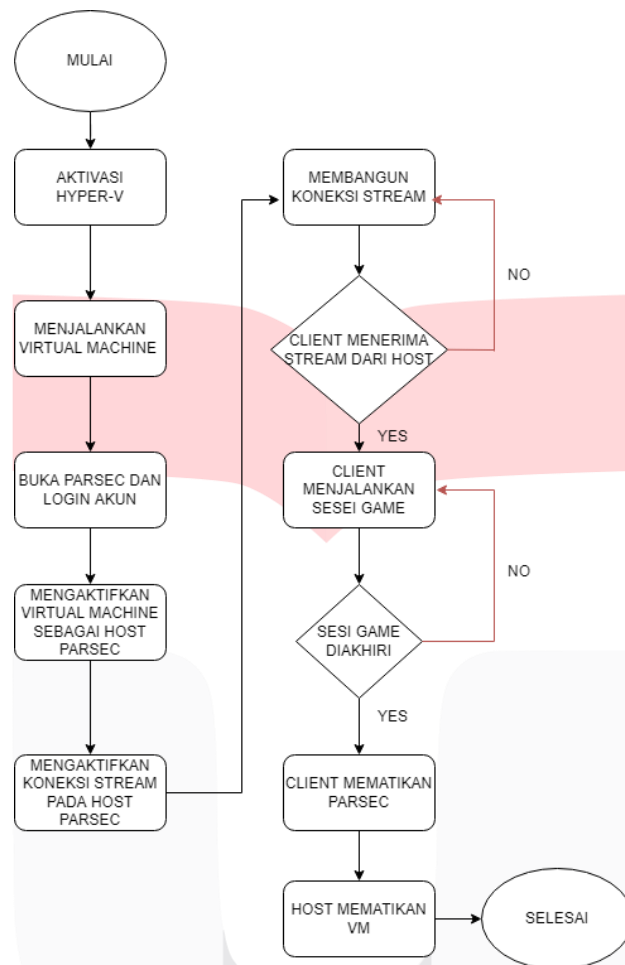 MULAI
AKTIVASI
HYPER-V
MENJALANKAN
VIRTUAL MACHINE
BUKA PARSEC DAN
LOGIN AKUN
MENGAKTIFKAN
VIRTUAL MACHINE
SEBAGAI HOST
PARSEC
MENGAKTIFKAN
KONEKSI STREAM
PADA HOST
PARSEC
MEMBANGUN
KONEKSI STREAM
NO
CLIENT MENERIMA
STREAM DARI HOST
YES
CLIENT
MENJALANKAN
SESEI GAME
NO
SESI GAME
DIAKHIRI
YES
CLIENT MEMATIKAN
PARSEC
HOST MEMATIKAN
VM
SELESAI